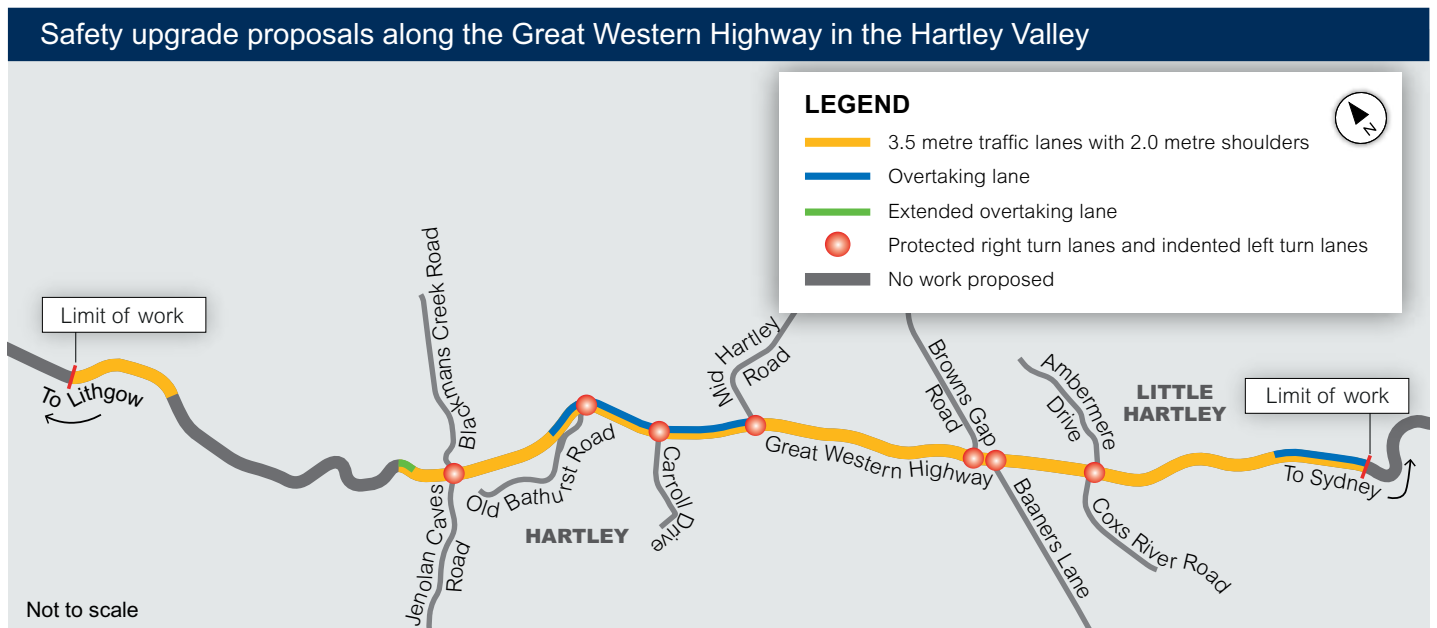 Safety upgrade proposals along the Great Western Highway in the Hartley Valley
LEGEND
N
3.5 metre traffic lanes with 2.0 metre shoulders
Overtaking lane
Extended overtaking lane
Protected right turn lanes and indented left turn lanes
No work proposed
Limit of work
To Lithgow
Blackmans Creek Road
Jenolan Caves
Road
Old Bathurst Road
HARTLEY
Carroll Drive
Mid Hartley
Road
Great Western Highway
Browns Gap
Road
Baaners Lane
Ambermere
Drive
Coxs River Road
LITTLE
HARTLEY
Limit of work
To Sydney
Not to scale